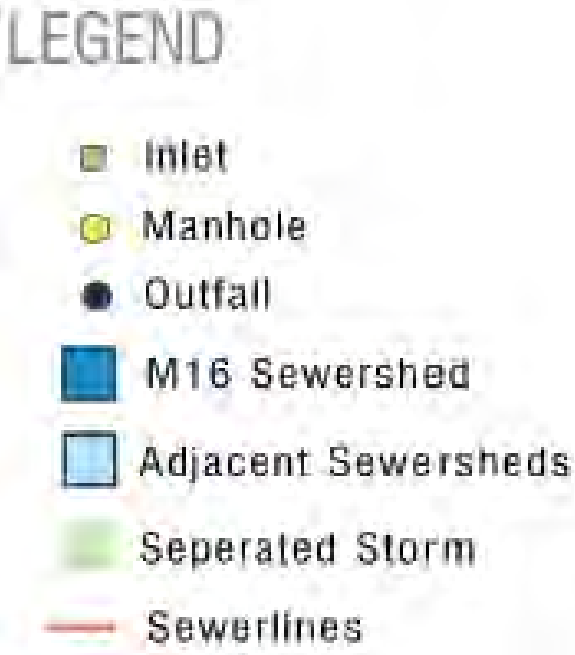 LEGEND
Inlet
Manhole
Outfall
M16 Sewershed
Adjacent Sewersheds
Seperated Storm
Sewerlines